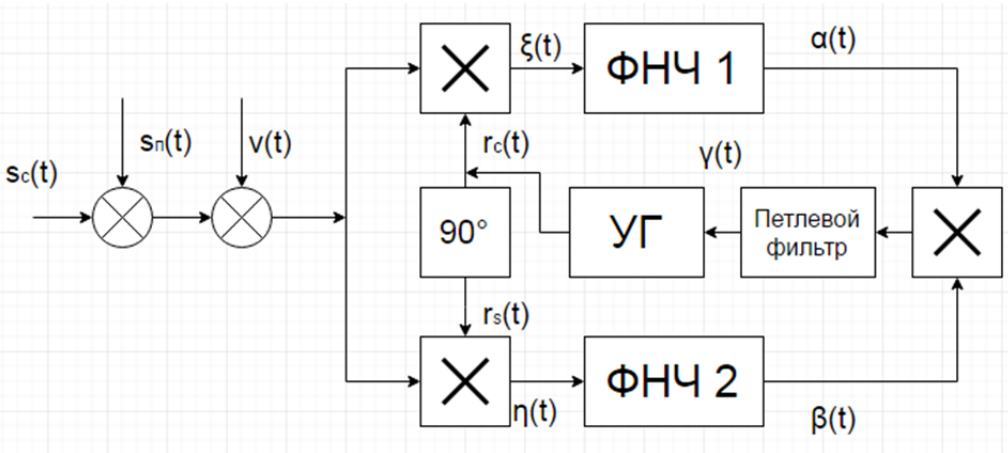 ξ(t)
ФНЧ 1
α(t)
sп(t)
v(t)
rc(t)
γ(t)
sc(t)
90°
УГ
Петлевой
фильтр
rs(t)
ФНЧ 2
η(t)
β(t)